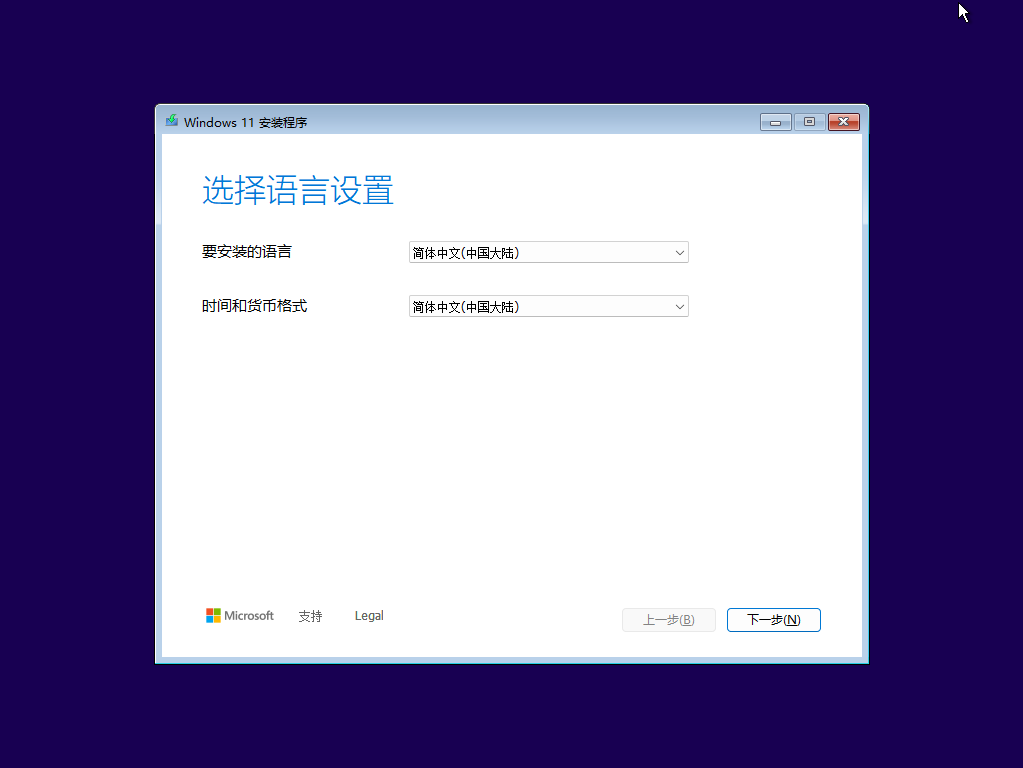 Windows 11 安装程序
选择语言设置
要安装的语言
简体中文(中国大陆)
时间和货币格式
简体中文(中国大陆)
Microsoft 支持 Legal 上一步(B) 下一步(N)